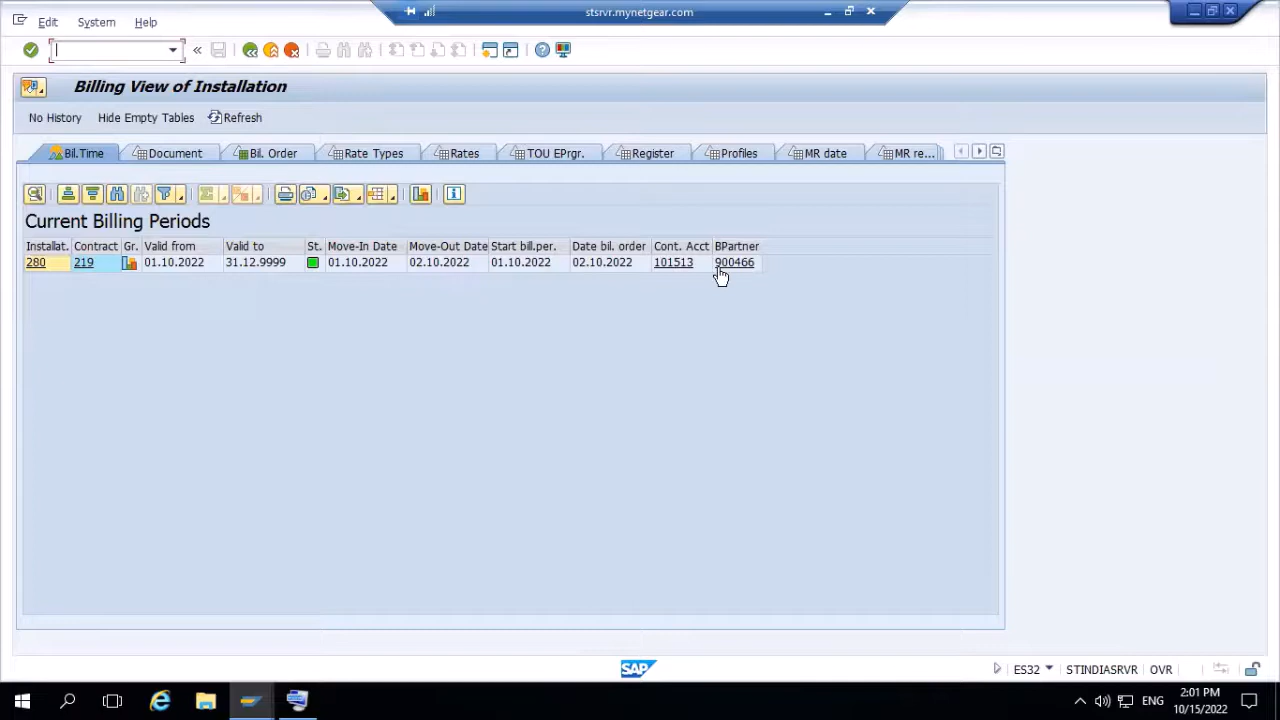 stsrvr.mynetgear.com
Edit System Help
Billing View of Installation
No History Hide Empty Tables Refresh
Bil.Time Document Bil. Order Rate Types Rates TOU EPrgr. Register Profiles MR date MR re...
Current Billing Periods
Installat. Contract Gr. Valid from Valid to St. Move-In Date Move-Out Date Start bill.per. Date bil. order Cont. Acct BPartner
280 219 01.10.2022 31.12.9999 01.10.2022 02.10.2022 01.10.2022 02.10.2022 101513 900466
SAP
ES32 STINDIASRVR OVR
ENG
2:01 PM
10/15/2022